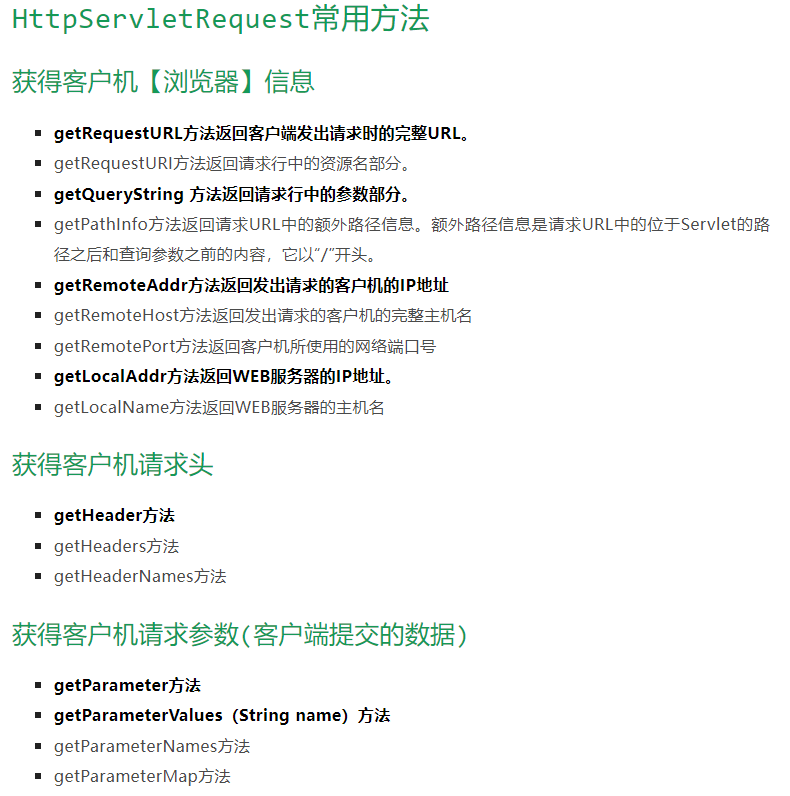 HttpServletRequest常用方法
获得客户机【浏览器】信息
getRequestURL方法返回客户端发出请求时的完整URL。
getRequestURI方法返回请求行中的资源名部分。
getQueryString 方法返回请求行中的参数部分。
getPathInfo方法返回请求URL中的额外路径信息。额外路径信息是请求URL中的位于Servlet的路
径之后和查询参数之前的内容，它以“/”开头。
getRemoteAddr方法返回发出请求的客户机的IP地址
getRemoteHost方法返回发出请求的客户机的完整主机名
getRemotePort方法返回客户机所使用的网络端口号
getLocalAddr方法返回WEB服务器的IP地址。
getLocalName方法返回WEB服务器的主机名
获得客户机请求头
getHeader方法
getHeaders方法
getHeaderNames方法
获得客户机请求参数(客户端提交的数据)
getParameter方法
getParameterValues（String name）方法
getParameterNames方法
getParameterMap方法